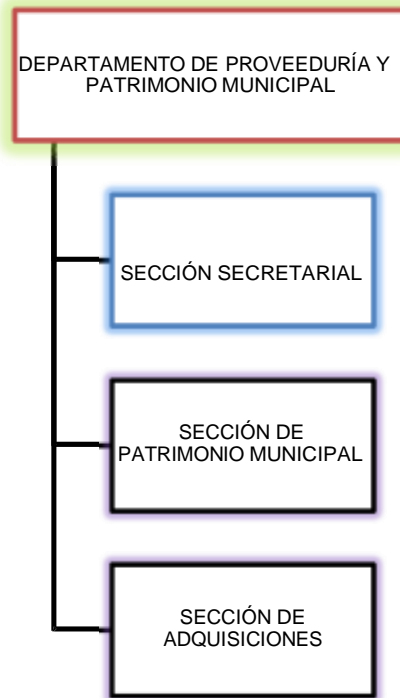 DEPARTAMENTO DE PROVEEDURÍA Y
PATRIMONIO MUNICIPAL
SECCIÓN SECRETARIAL
SECCIÓN DE
PATRIMONIO MUNICIPAL
SECCIÓN DE
ADQUISICIONES